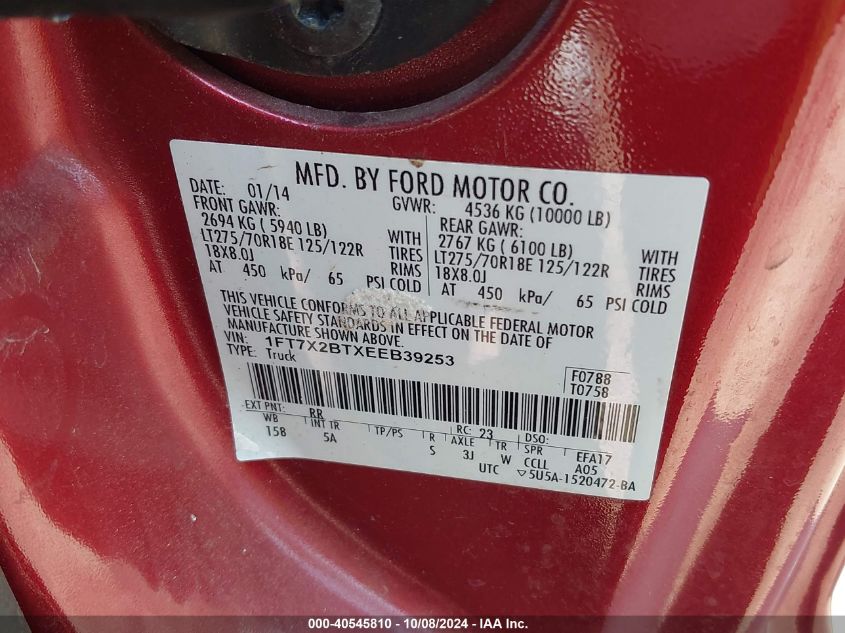 MFD. BY FORD MOTOR CO.
DATE: 01/14 GVWR: 4536 KG (10000 LB)
FRONT GAWR: REAR GAWR:
2694 KG ( 5940 LB) WITH 2767 KG ( 6100 LB) WITH
LT275/70R18E 125/122R TIRES LT275/70R18E 125/122R TIRES
18X8.0J RIMS 18X8.0J RIMS
AT 450 kPa/ 65 PSI COLD AT 450 kPa/ 65 PSI COLD
THIS VEHICLE CONFORMS TO ALL APPLICABLE FEDERAL MOTOR
VEHICLE SAFETY STANDARDS IN EFFECT ON THE DATE OF
MANUFACTURE SHOWN ABOVE.
VIN: 1FT7X2BTXEEB39253
TYPE: Truck
F0788
T0758
EXT PNT: RR RC: 23 DSO:
WB INT TR TP/PS R AXLE TR SPR EFA17
158 5A S 3J W CCLL A05
UTC ▽5U5A-1520472-BA
000-40545810 - 10/08/2024 - IAA Inc.